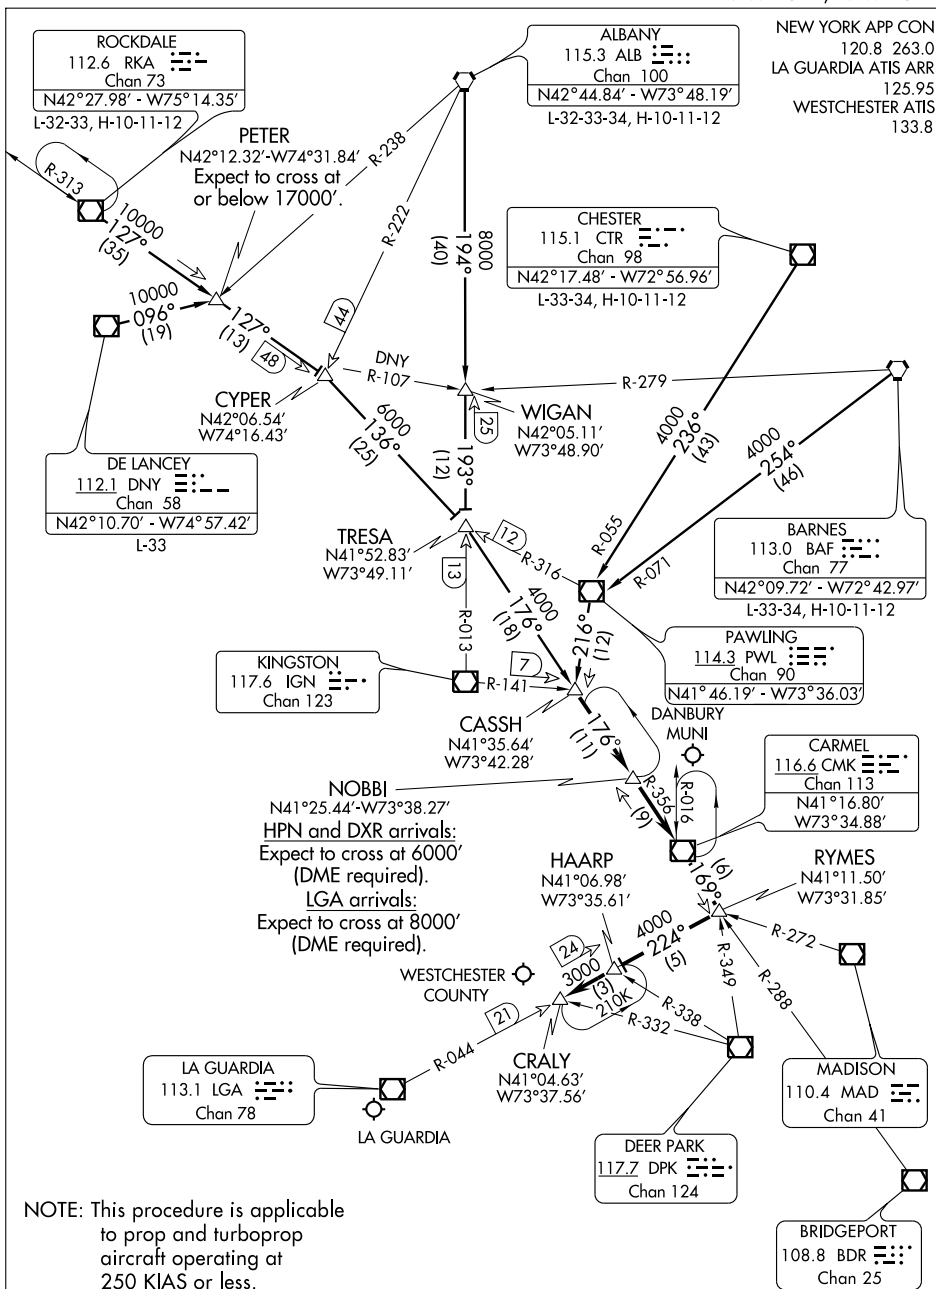 NEW YORK APP CON
120.8 263.0
LA GUARDIA ATIS ARR
125.95
WESTCHESTER ATIS
133.8
ROCKDALE
112.6 RKA
Chan 73
N42°27.98' - W75°14.35'
L-32-33, H-10-11-12
ALBANY
115.3 ALB
Chan 100
N42°44.84' - W73°48.19'
L-32-33-34, H-10-11-12
PETER
N42°12.32'-W74°31.84'
Expect to cross at
or below 17000'.
R-313
10000
127°
(35)
R-238
R-222
8000
194°
(40)
CHESTER
115.1 CTR
Chan 98
N42°17.48' - W72°56.96'
L-33-34, H-10-11-12
10000
096°
(19)
127°
(13)
48
44
DNY
R-107
R-279
CYPER
N42°06.54'
W74°16.43'
25
WIGAN
N42°05.11'
W73°48.90'
6000
136°
(25)
193°
(12)
4000
236°
(43)
4000
254°
(46)
DE LANCEY
112.1 DNY
Chan 58
N42°10.70' - W74°57.42'
L-33
TRESA
N41°52.83'
W73°49.11'
12
R-316
13
R-013
R-055
R-071
BARNES
113.0 BAF
Chan 77
N42°09.72' - W72°42.97'
L-33-34, H-10-11-12
4000
176°
(18)
216°
(12)
PAWLING
114.3 PWL
Chan 90
N41°46.19' - W73°36.03'
KINGSTON
117.6 IGN
Chan 123
R-141
7
CASSH
N41°35.64'
W73°42.28'
176°
(11)
DANBURY
MUNI
CARMEL
116.6 CMK
Chan 113
N41°16.80'
W73°34.88'
NOBBI
N41°25.44'-W73°38.27'
HPN and DXR arrivals:
Expect to cross at 6000'
(DME required).
LGA arrivals:
Expect to cross at 8000'
(DME required).
R-356
(9)
R-016
HAARP
N41°06.98'
W73°35.61'
(6)
169°
RYMES
N41°11.50'
W73°31.85'
4000
224°
(5)
R-272
R-349
R-288
WESTCHESTER
COUNTY
24
3000
(3)
210K
R-338
R-332
21
R-044
CRALY
N41°04.63'
W73°37.56'
LA GUARDIA
113.1 LGA
Chan 78
LA GUARDIA
MADISON
110.4 MAD
Chan 41
DEER PARK
117.7 DPK
Chan 124
BRIDGEPORT
108.8 BDR
Chan 25
NOTE: This procedure is applicable
to prop and turboprop
aircraft operating at
250 KIAS or less.